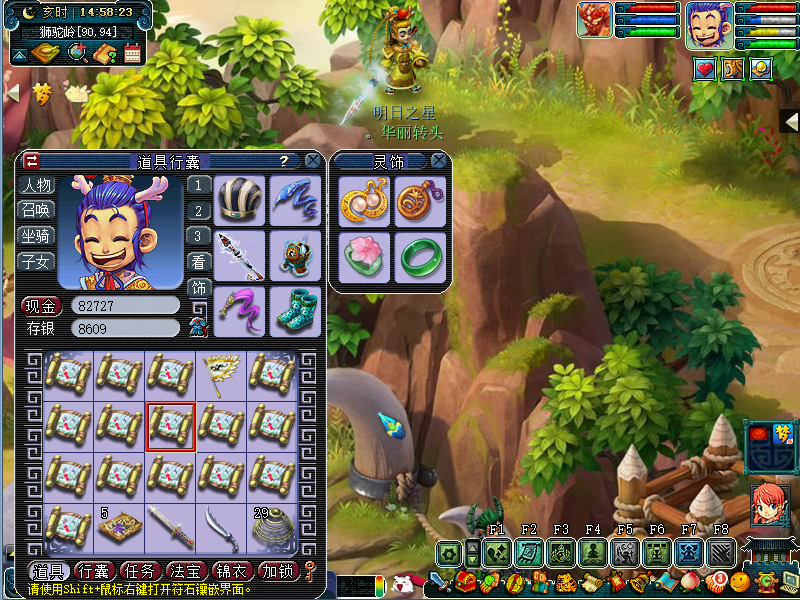 亥时 14:58:23
狮驼岭[90,94]
梦
明日之星
。华丽转头
道具行囊 ?
灵饰
人物
召唤
坐骑
子女
1
2
3
看
饰
现金 82727
存银 8609
5
29
梦
F1 F2 F3 F4 F5 F6 F7 F8
道具 行囊 任务 法宝 锦衣 加锁
请使用Shift+鼠标右键打开符石镶嵌界面。
3